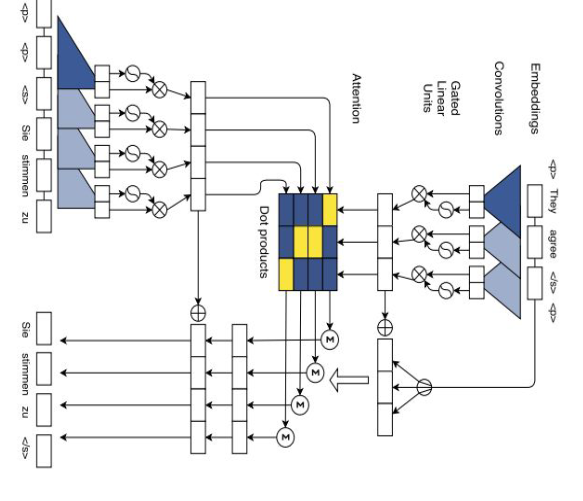 <p> They agree </s> <p>
Embeddings
Convolutions
Gated
Linear
Units
Attention
M
M
M
M
Dot products
<p> <p> <s> Sie stimmen zu Sie stimmen zu </s>